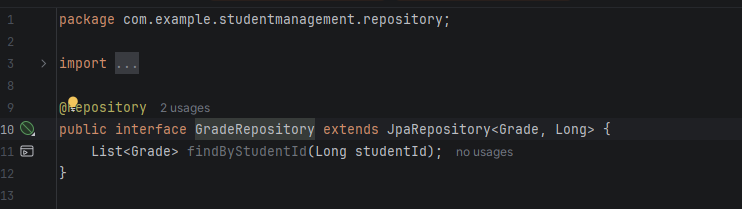 1 package com.example.studentmanagement.repository;
2
3 import ...
8
9 @Repository 2 usages
10 public interface GradeRepository extends JpaRepository<Grade, Long> {
11 List<Grade> findByStudentId(Long studentId); no usages
12 }
13